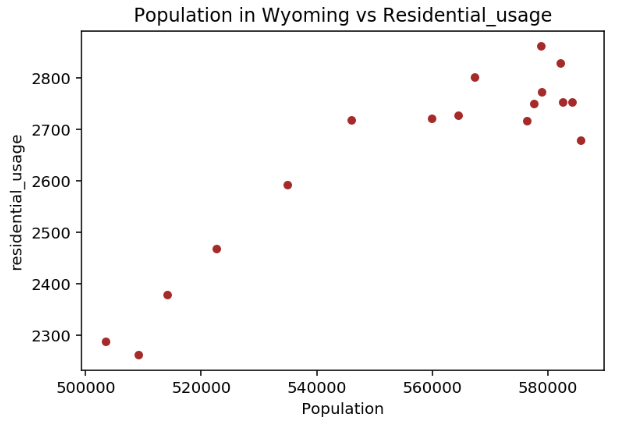 Population in Wyoming vs Residential_usage
residential_usage
2800
2700
2600
2500
2400
2300
500000 520000 540000 560000 580000
Population